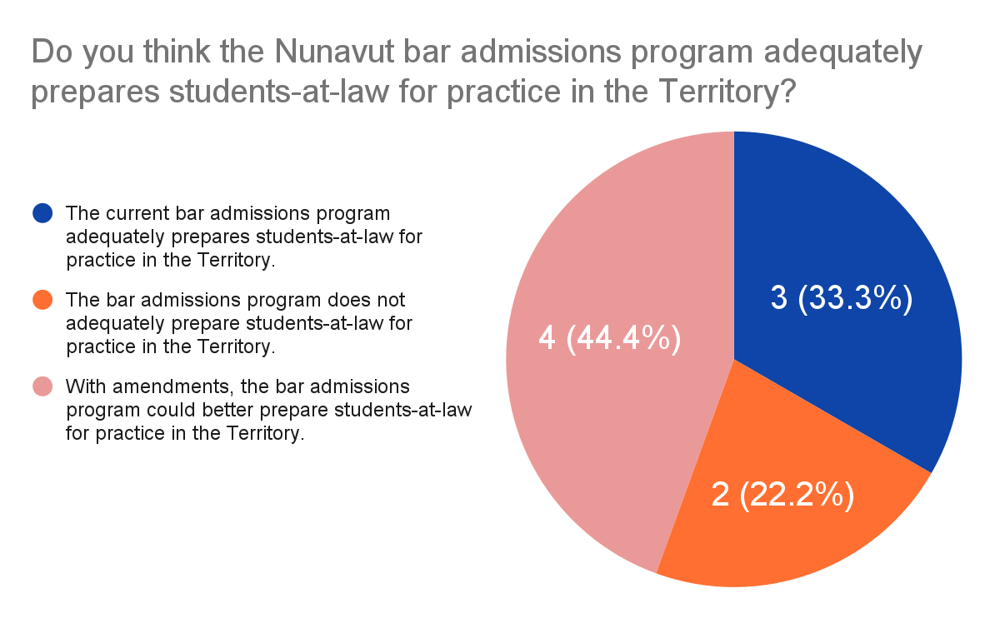 Do you think the Nunavut bar admissions program adequately
prepares students-at-law for practice in the Territory?
The current bar admissions program
adequately prepares students-at-law for
practice in the Territory.
The bar admissions program does not
adequately prepare students-at-law for
practice in the Territory.
With amendments, the bar admissions
program could better prepare students-at-law
for practice in the Territory.
3 (33.3%)
4 (44.4%)
2 (22.2%)